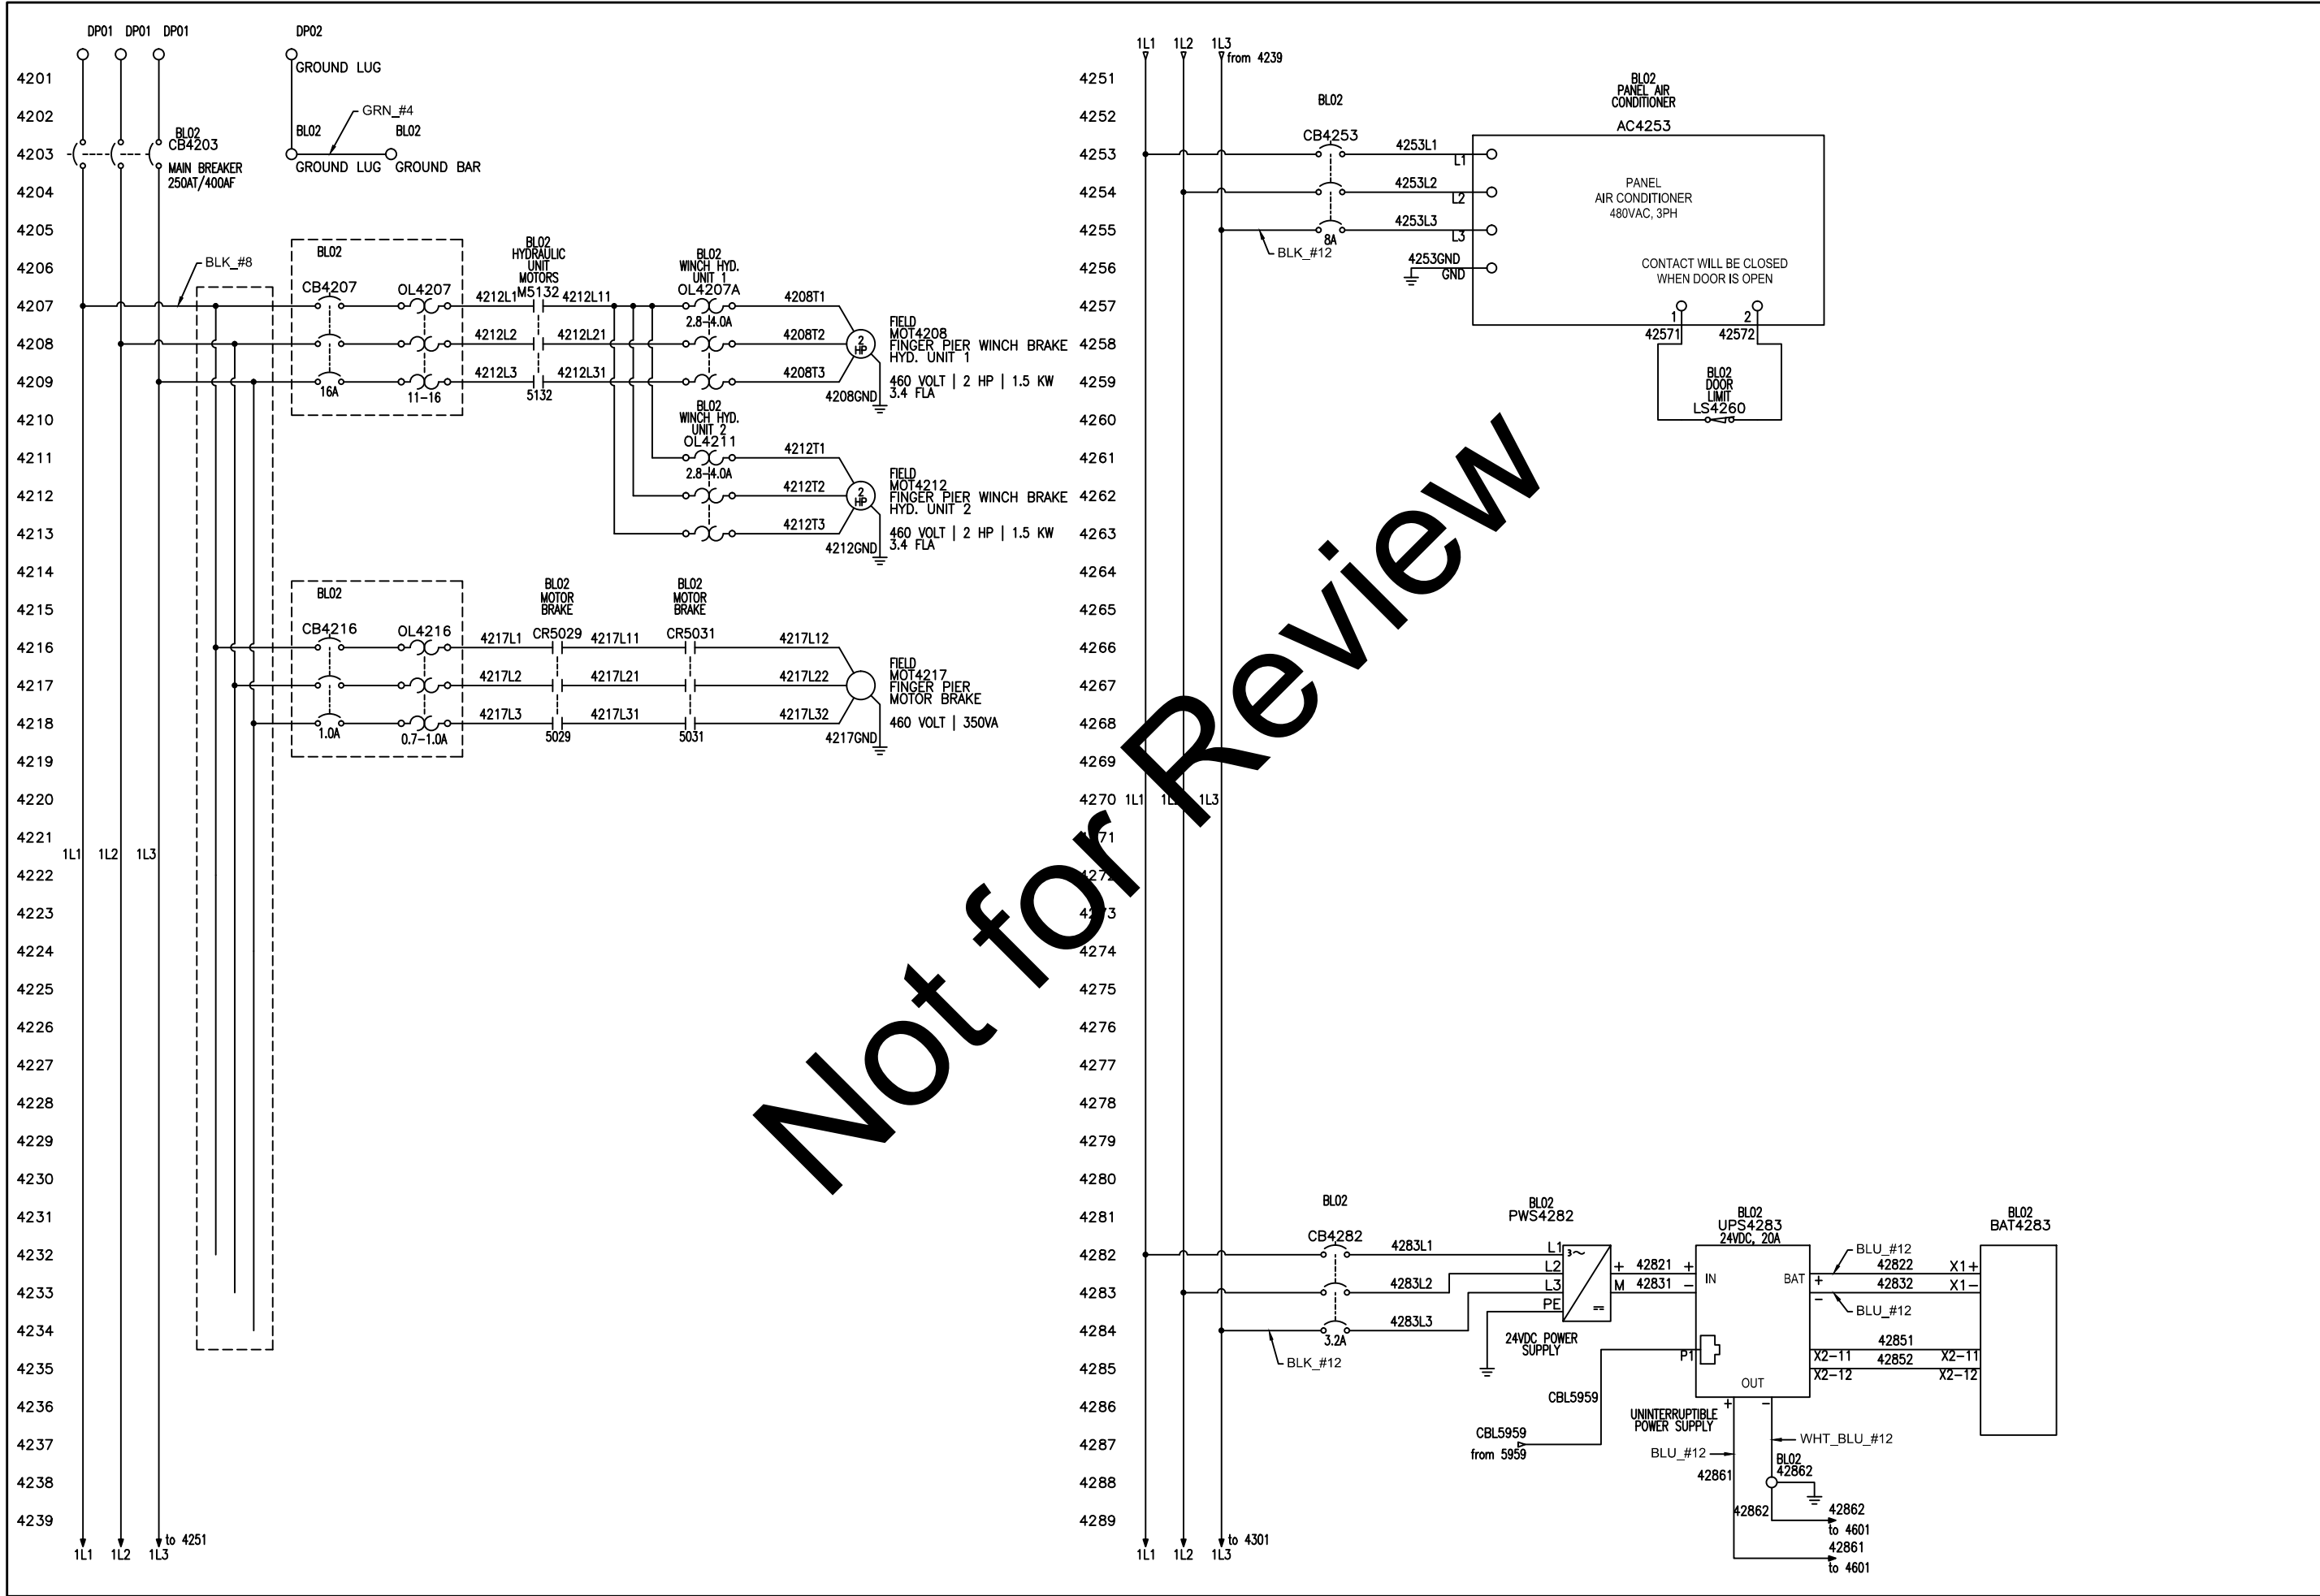 DP01 DP01 DP01
DP02
4201
GROUND LUG
4202
GRN_#4
BL02
CB4203
BL02
BL02
4203
MAIN BREAKER
250AT/400AF
GROUND LUG
GROUND BAR
4204
4205
BL02
BL02
HYDRAULIC
UNIT
MOTORS
M5132
BL02
WINCH HYD.
UNIT 1
OL4207A
4206
BLK_#8
CB4207
OL4207
4207
4212L1
4212L11
4208T1
2.8-4.0A
4208
4212L2
4212L21
4208T2
2
HP
FIELD
MOT4208
FINGER PIER WINCH BRAKE
HYD. UNIT 1
460 VOLT | 2 HP | 1.5 KW
3.4 FLA
4209
16A
11-16
4212L3
5132
4212L31
4208T3
4208GND
4210
BL02
WINCH HYD.
UNIT 2
OL4211
4211
4212T1
2.8-4.0A
4212
4212T2
2
HP
FIELD
MOT4212
FINGER PIER WINCH BRAKE
HYD. UNIT 2
460 VOLT | 2 HP | 1.5 KW
3.4 FLA
4213
4212T3
4212GND
4214
4215
BL02
BL02
MOTOR
BRAKE
BL02
MOTOR
BRAKE
CB4216
OL4216
CR5029
CR5031
4216
4217L1
4217L11
4217L12
4217
4217L2
4217L21
4217L22
FIELD
MOT4217
FINGER PIER
MOTOR BRAKE
460 VOLT | 350VA
4218
1.0A
0.7-1.0A
4217L3
5029
4217L31
5031
4217L32
4217GND
4219
4220
4221
1L1 1L2 1L3
4222
4223
4224
4225
4226
4227
4228
4229
4230
4231
4232
4233
4234
4235
4236
4237
4238
4239
1L1 1L2 1L3 to 4251
1L1 1L2 1L3
from 4239
4251
BL02
PANEL AIR
CONDITIONER
AC4253
4252
BL02
CB4253
4253
4253L1
L1
4254
4253L2
L2
PANEL
AIR CONDITIONER
480VAC, 3PH
4255
8A
4253L3
L3
BLK_#12
4256
4253GND
GND
CONTACT WILL BE CLOSED
WHEN DOOR IS OPEN
4257
1 2
4258
42571 42572
4259
BL02
DOOR
LIMIT
LS4260
4260
4261
4262
4263
4264
4265
4266
4267
4268
4269
4270 1L1 1L3
4274
4275
4276
4277
4278
4279
4280
4281
BL02
CB4282
BL02
PWS4282
BL02
UPS4283
24VDC, 20A
BL02
BAT4283
4282
4283L1
L1
3~
L2
+ 42821 +
IN
BAT
+
BLU_#12
42822
X1+
4283
4283L2
L3
M 42831 -
-
42832
X1-
BLU_#12
PE
4284
3.2A
4283L3
24VDC POWER
SUPPLY
BLK_#12
4285
P1
42851
X2-11 X2-11
42852
X2-12 X2-12
OUT
4286
CBL5959
+ -
UNINTERRUPTIBLE
POWER SUPPLY
4287
CBL5959
from 5959
WHT_BLU_#12
BLU_#12
4288
42861
BL02
42862
4289
42862
42862
to 4601
42861
to 4601
1L1 1L2 1L3 to 4301
Not for Review